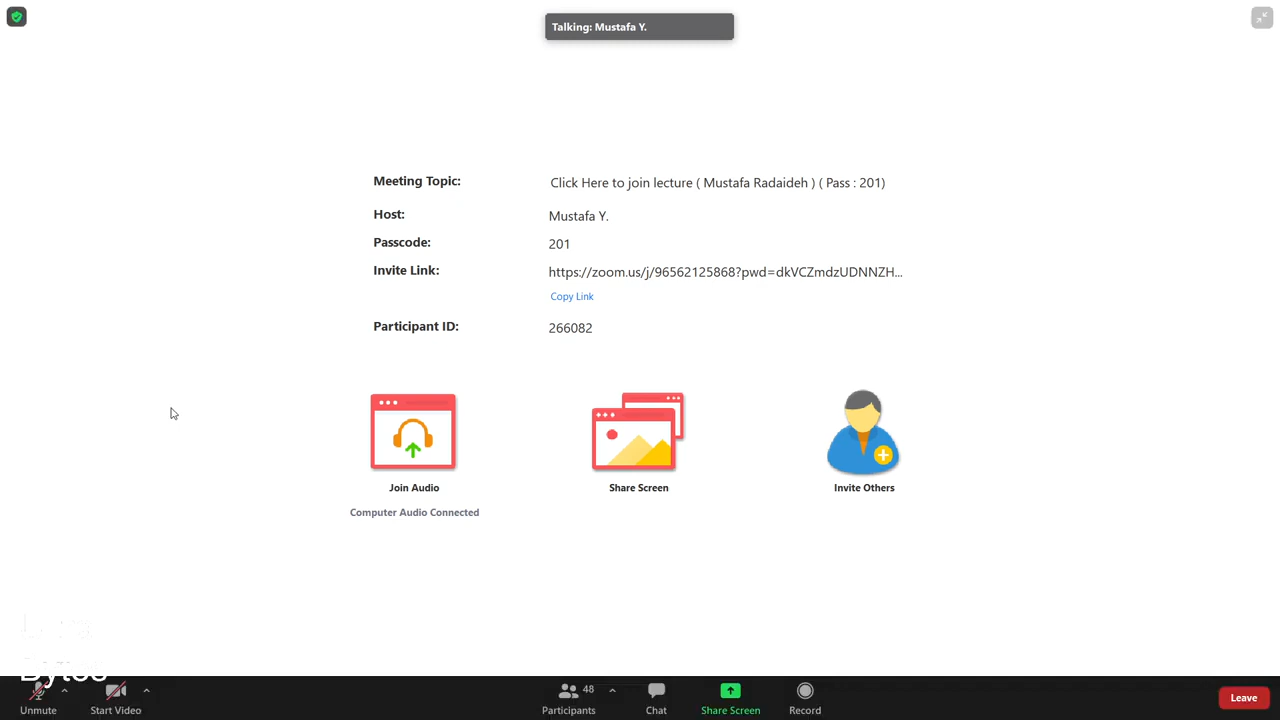 Talking: Mustafa Y.
Meeting Topic: Click Here to join lecture ( Mustafa Radaideh ) ( Pass : 201)
Host: Mustafa Y.
Passcode: 201
Invite Link: https://zoom.us/j/96562125868?pwd=dkVCZmdzUDNNZH...
Copy Link
Participant ID: 266082
Join Audio Share Screen Invite Others
Computer Audio Connected
Bytes
48
Unmute Start Video Participants Chat Share Screen Record Leave